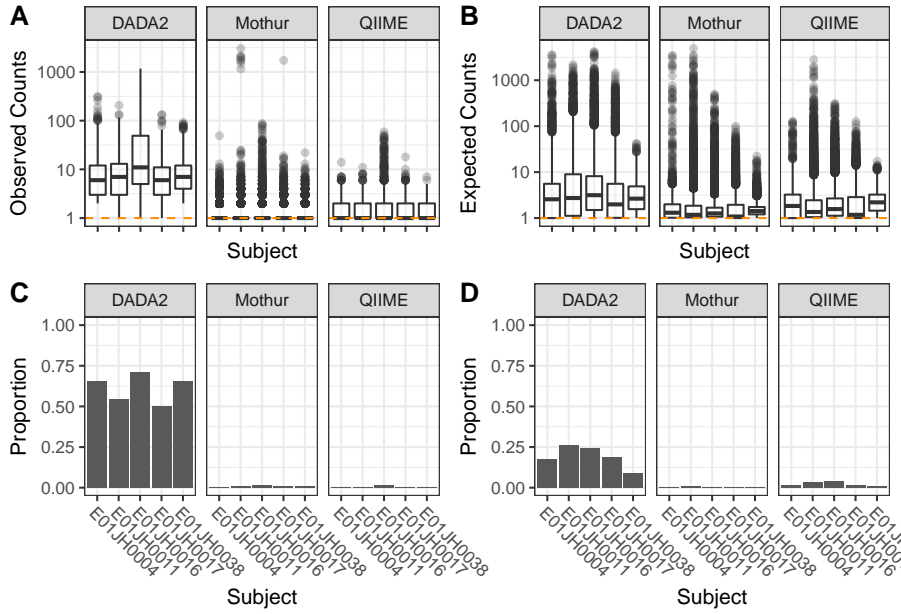 A
DADA2
Mothur
QIIME
Observed Counts
1000
100
10
1
Subject
B
DADA2
Mothur
QIIME
Expected Counts
1000
100
10
1
Subject
C
DADA2
Mothur
QIIME
Proportion
1.00
0.75
0.50
0.25
0.00
E01JH0004
E01JH0011
E01JH0016
E01JH0017
E01JH0038
E01JH0004
E01JH0011
E01JH0016
E01JH0017
E01JH0038
E01JH0004
E01JH0011
E01JH0016
E01JH0017
E01JH0038
Subject
D
DADA2
Mothur
QIIME
Proportion
1.00
0.75
0.50
0.25
0.00
E01JH0004
E01JH0011
E01JH0016
E01JH0017
E01JH0038
E01JH0004
E01JH0011
E01JH0016
E01JH0017
E01JH0038
E01JH0004
E01JH0011
E01JH0016
E01JH0017
E01JH0038
Subject